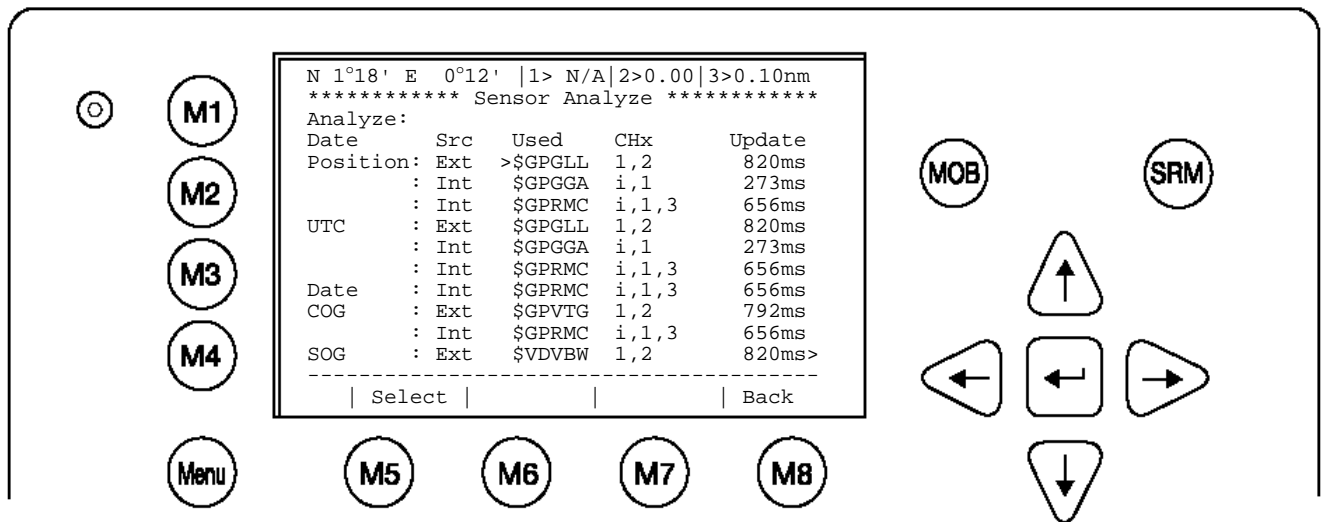 N 1°18' E 0°12' |1> N/A|2>0.00|3>0.10nm
************ Sensor Analyze ************
Analyze:
Date Src Used CHx Update
Position: Ext >$GPGLL 1,2 820ms
: Int $GPGGA i,1 273ms
: Int $GPRMC i,1,3 656ms
UTC : Ext $GPGLL 1,2 820ms
: Int $GPGGA i,1 273ms
: Int $GPRMC i,1,3 656ms
Date : Int $GPRMC i,1,3 656ms
COG : Ext $GPVTG 1,2 792ms
: Int $GPRMC i,1,3 656ms
SOG : Ext $VDVBW 1,2 820ms>
----------------------------------------
| Select | | | Back
M1
M2
M3
M4
MOB
SRM
Menu
M5
M6
M7
M8